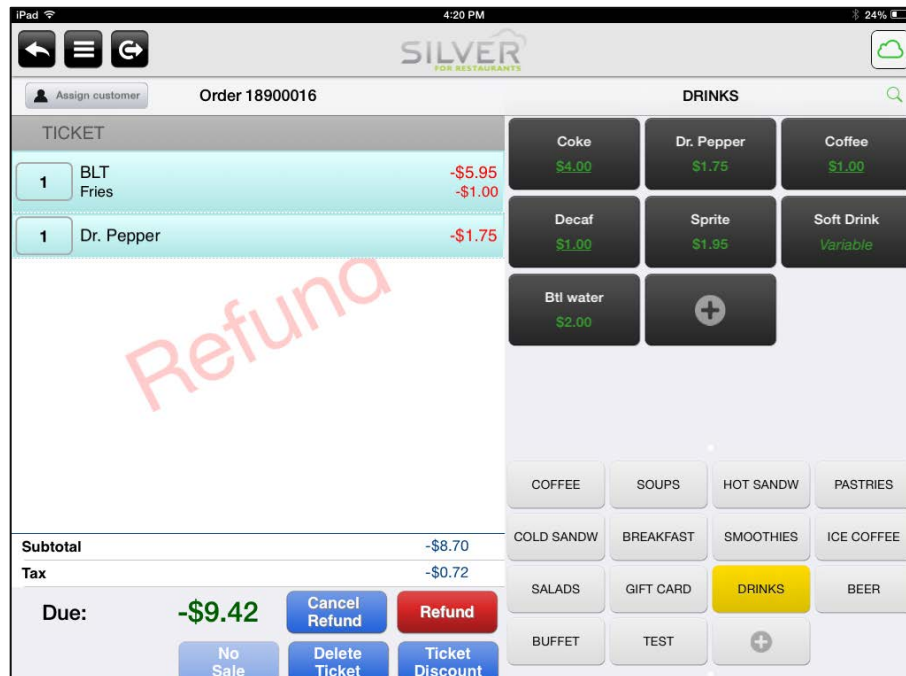 iPad 4:20 PM 24%
SILVER
FOR RESTAURANTS
Assign customer Order 18900016 DRINKS
TICKET
1 BLT -$5.95
Fries -$1.00
1 Dr. Pepper -$1.75
Refund
Subtotal -$8.70
Tax -$0.72
Due: -$9.42
Cancel
Refund
Refund
No
Sale
Delete
Ticket
Ticket
Discount
Coke Dr. Pepper Coffee
$4.00 $1.75 $1.00
Decaf Sprite Soft Drink
$1.00 $1.95 Variable
Btl water
$2.00
COFFEE SOUPS HOT SANDW PASTRIES
COLD SANDW BREAKFAST SMOOTHIES ICE COFFEE
SALADS GIFT CARD DRINKS BEER
BUFFET TEST